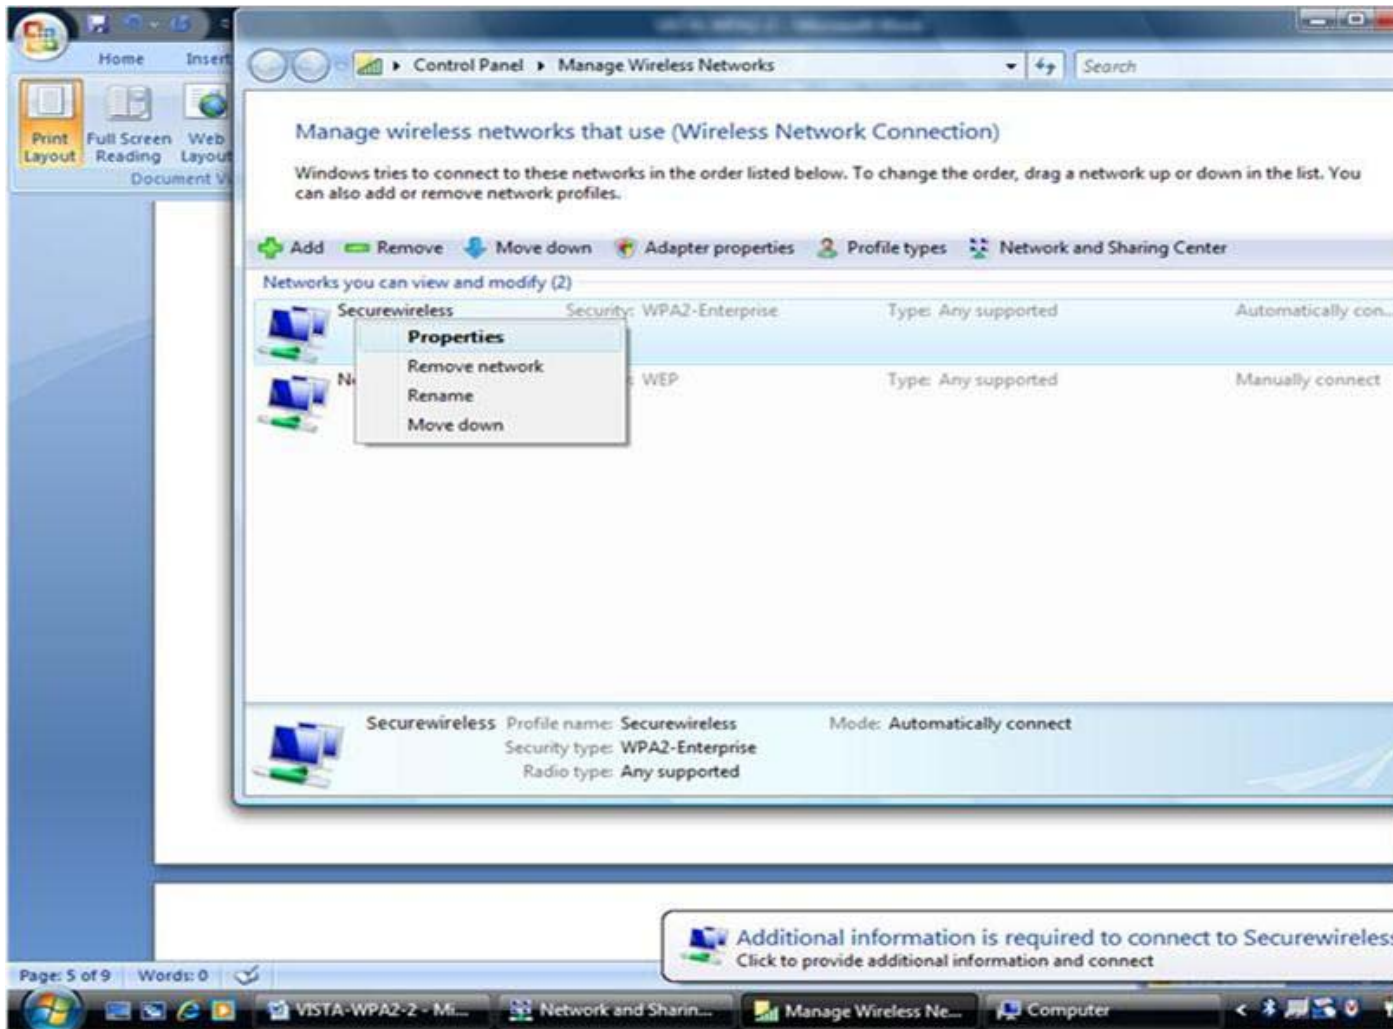 Home Insert
Print Layout
Full Screen Reading
Web Layout
Document Vi
Control Panel Manage Wireless Networks
Search
Manage wireless networks that use (Wireless Network Connection)
Windows tries to connect to these networks in the order listed below. To change the order, drag a network up or down in the list. You
can also add or remove network profiles.
Add Remove Move down Adapter properties Profile types Network and Sharing Center
Networks you can view and modify (2)
Securewireless Security: WPA2-Enterprise Type: Any supported Automatically con...
Properties
Remove network
Rename
Move down
WEP Type: Any supported Manually connect
Securewireless Profile name: Securewireless Mode: Automatically connect
Security type: WPA2-Enterprise
Radio type: Any supported
Additional information is required to connect to Securewireless
Click to provide additional information and connect
Page: 5 of 9 Words: 0
VISTA-WPA2-2 - Mi... Network and Sharin... Manage Wireless Ne... Computer